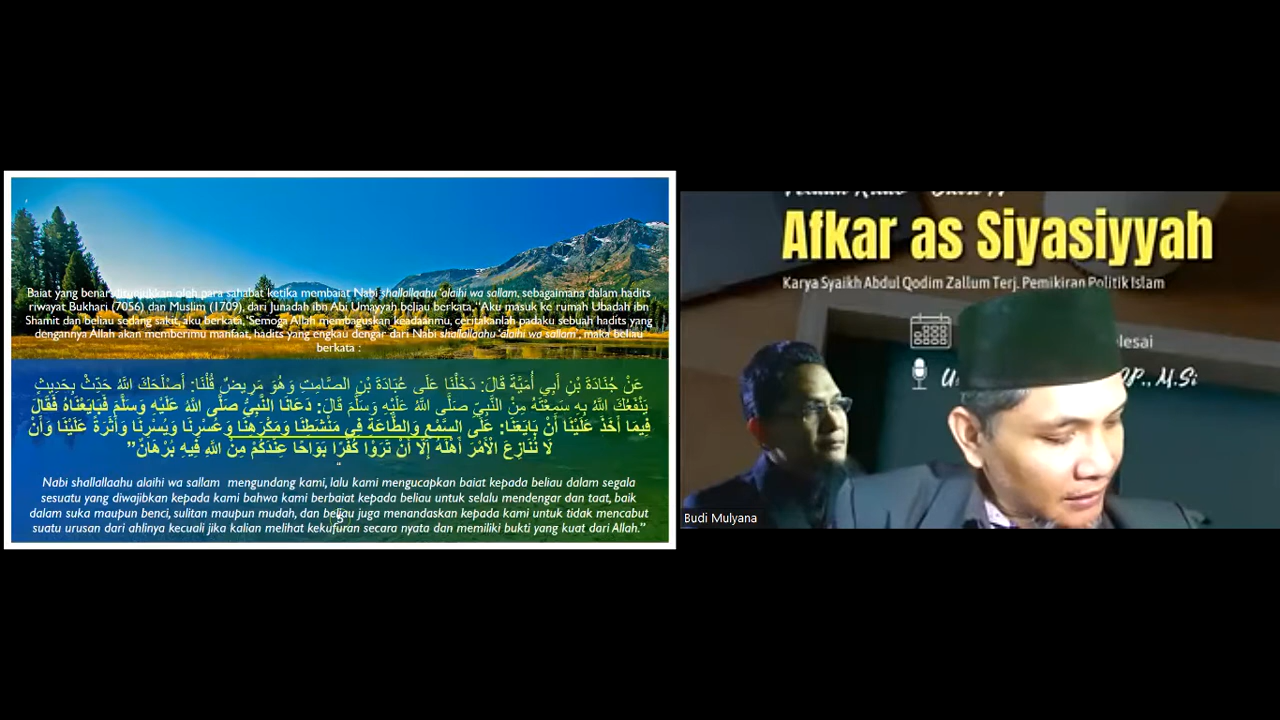 Baiat yang benar ditunjukkan oleh para sahabat ketika membaiat Nabi shallallaahu 'alaihi wa sallam, sebagaimana dalam hadits
riwayat Bukhari (7056) dan Muslim (1709), dari Junadah ibn Abi Umayyah beliau berkata, "Aku masuk ke rumah Ubadah ibn
Shamit dan beliau sedang sakit, aku berkata, 'Semoga Allah membaguskan keadaanmu, ceritakanlah padaku sebuah hadits yang
dengannya Allah akan memberimu manfaat, hadits yang engkau dengar dari Nabi shallallaahu 'alaihi wa sallam', maka beliau
berkata :
عَنْ جُنَادَةَ بْنِ أَبِي أُمَيَّةَ قَالَ: دَخَلْنَا عَلَى عُبَادَةَ بْنِ الصَّامِتِ وَهُوَ مَرِيضٌ قُلْنَا: أَصْلَحَكَ اللَّهُ حَدِّثْ بِحَدِيثٍ
يَنْفَعُكَ اللَّهُ بِهِ سَمِعْتَهُ مِنْ النَّبِيِّ صَلَّى اللَّهُ عَلَيْهِ وَسَلَّمَ قَالَ: دَعَانَا النَّبِيُّ صَلَّى اللَّهُ عَلَيْهِ وَسَلَّمَ فَبَايَعْنَاهُ فَقَالَ
فِيمَا أَخَذَ عَلَيْنَا أَنْ بَايَعَنَا: عَلَى السَّمْعِ وَالطَّاعَةِ فِي مَنْشَطِنَا وَمَكْرَهِنَا وَعُسْرِنَا وَيُسْرِنَا وَأَثَرَةً عَلَيْنَا وَأَنْ
لَا نُنَازِعَ الْأَمْرَ أَهْلَهُ إِلَّا أَنْ تَرَوْا كُفْرًا بَوَاحًا عِنْدَكُمْ مِنْ اللَّهِ فِيهِ بُرْهَانٌ”
Nabi shallallaahu alaihi wa sallam mengundang kami, lalu kami mengucapkan baiat kepada beliau dalam segala
sesuatu yang diwajibkan kepada kami bahwa kami berbaiat kepada beliau untuk selalu mendengar dan taat, baik
dalam suka maupun benci, sulitan maupun mudah, dan beliau juga menandaskan kepada kami untuk tidak mencabut
suatu urusan dari ahlinya kecuali jika kalian melihat kekufuran secara nyata dan memiliki bukti yang kuat dari Allah."
Afkar as Siyasiyyah
Karya Syaikh Abdul Qodim Zallum Terj. Pemikiran Politik Islam
elesai
M.Si
Budi Mulyana